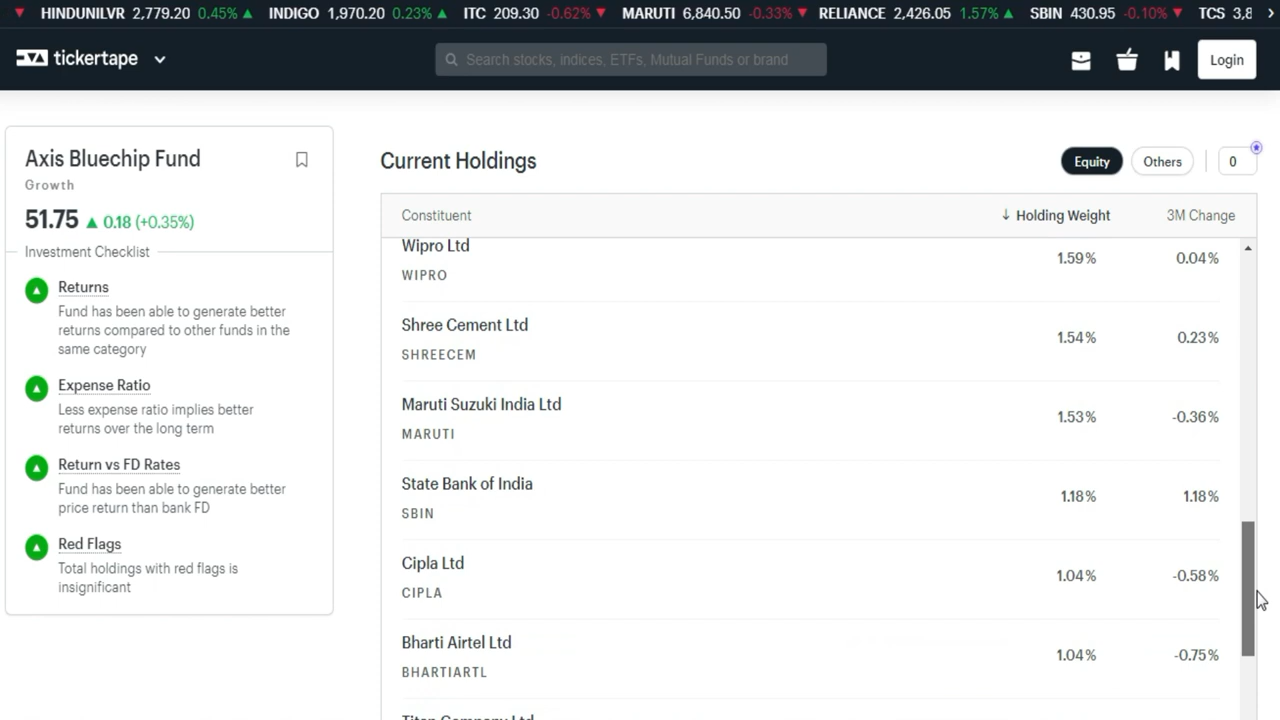 HINDUNILVR 2,779.20 0.45% INDIGO 1,970.20 0.23% ITC 209.30 -0.62% MARUTI 6,840.50 -0.33% RELIANCE 2,426.05 1.57% SBIN 430.95 -0.10% TCS 3,8
tickertape
Search stocks, indices, ETFs, Mutual Funds or brand
Login
Axis Bluechip Fund
Growth
51.75 0.18 (+0.35%)
Investment Checklist
Returns
Fund has been able to generate better
returns compared to other funds in the
same category
Expense Ratio
Less expense ratio implies better
returns over the long term
Return vs FD Rates
Fund has been able to generate better
price return than bank FD
Red Flags
Total holdings with red flags is
insignificant
Current Holdings
Equity
Others
0
Constituent Holding Weight 3M Change
Wipro Ltd
WIPRO
1.59% 0.04%
Shree Cement Ltd
SHREECEM
1.54% 0.23%
Maruti Suzuki India Ltd
MARUTI
1.53% -0.36%
State Bank of India
SBIN
1.18% 1.18%
Cipla Ltd
CIPLA
1.04% -0.58%
Bharti Airtel Ltd
BHARTIARTL
1.04% -0.75%
Titan Company Ltd